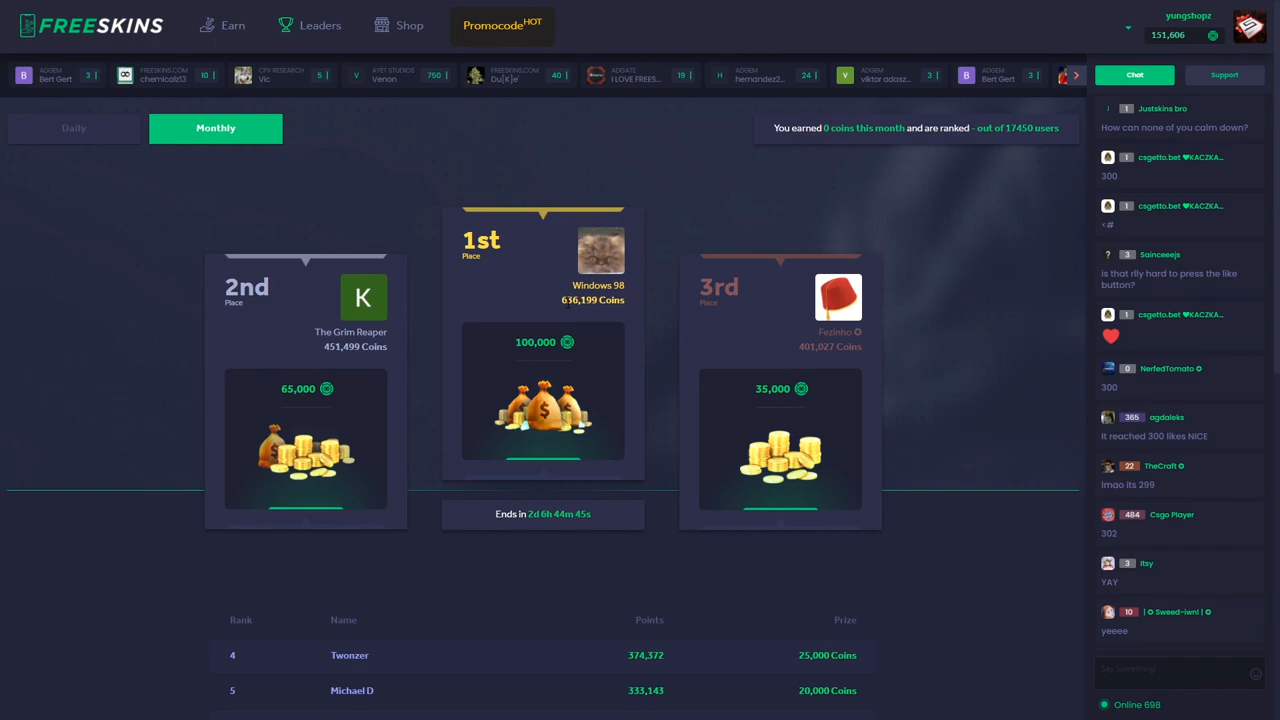 FREESKINS
Earn
Leaders
Shop
PromocodeHOT
yungshopz
151,606
B ADGEM Bert Gert 3
FREESKINS.COM chemicalz13 10
CPX RESEARCH Vic 5
V AYET STUDIOS Venon 750
FREESKINS.COM Du[K]e 40
ADGATE I LOVE FREES... 19
H ADGEM hernandez2... 24
V ADGEM viktor adasz... 3
B ADGEM Bert Gert 3
Chat
Support
Daily
Monthly
You earned 0 coins this month and are ranked - out of 17450 users
1st
Place
Windows 98
636,199 Coins
100,000
2nd
Place
K
The Grim Reaper
451,499 Coins
65,000
3rd
Place
Fezinho
401,027 Coins
35,000
Ends in 2d 6h 44m 45s
Rank Name Points Prize
4 Twonzer 374,372 25,000 Coins
5 Michael D 333,143 20,000 Coins
J 1 Justskins bro
How can none of you calm down?
1 csgetto.bet ♥KACZKA...
300
1 csgetto.bet ♥KACZKA...
<#
? 3 Sainceeejs
is that rlly hard to press the like
button?
1 csgetto.bet ♥KACZKA...
0 NerfedTomato ✪
300
365 agdaleks
It reached 300 likes NICE
22 TheCraft ✪
lmao its 299
484 Csgo Player
302
3 Itsy
YAY
10 | ✪ Sweed-iwnl | ✪
yeeee
Say Something!
Online 698